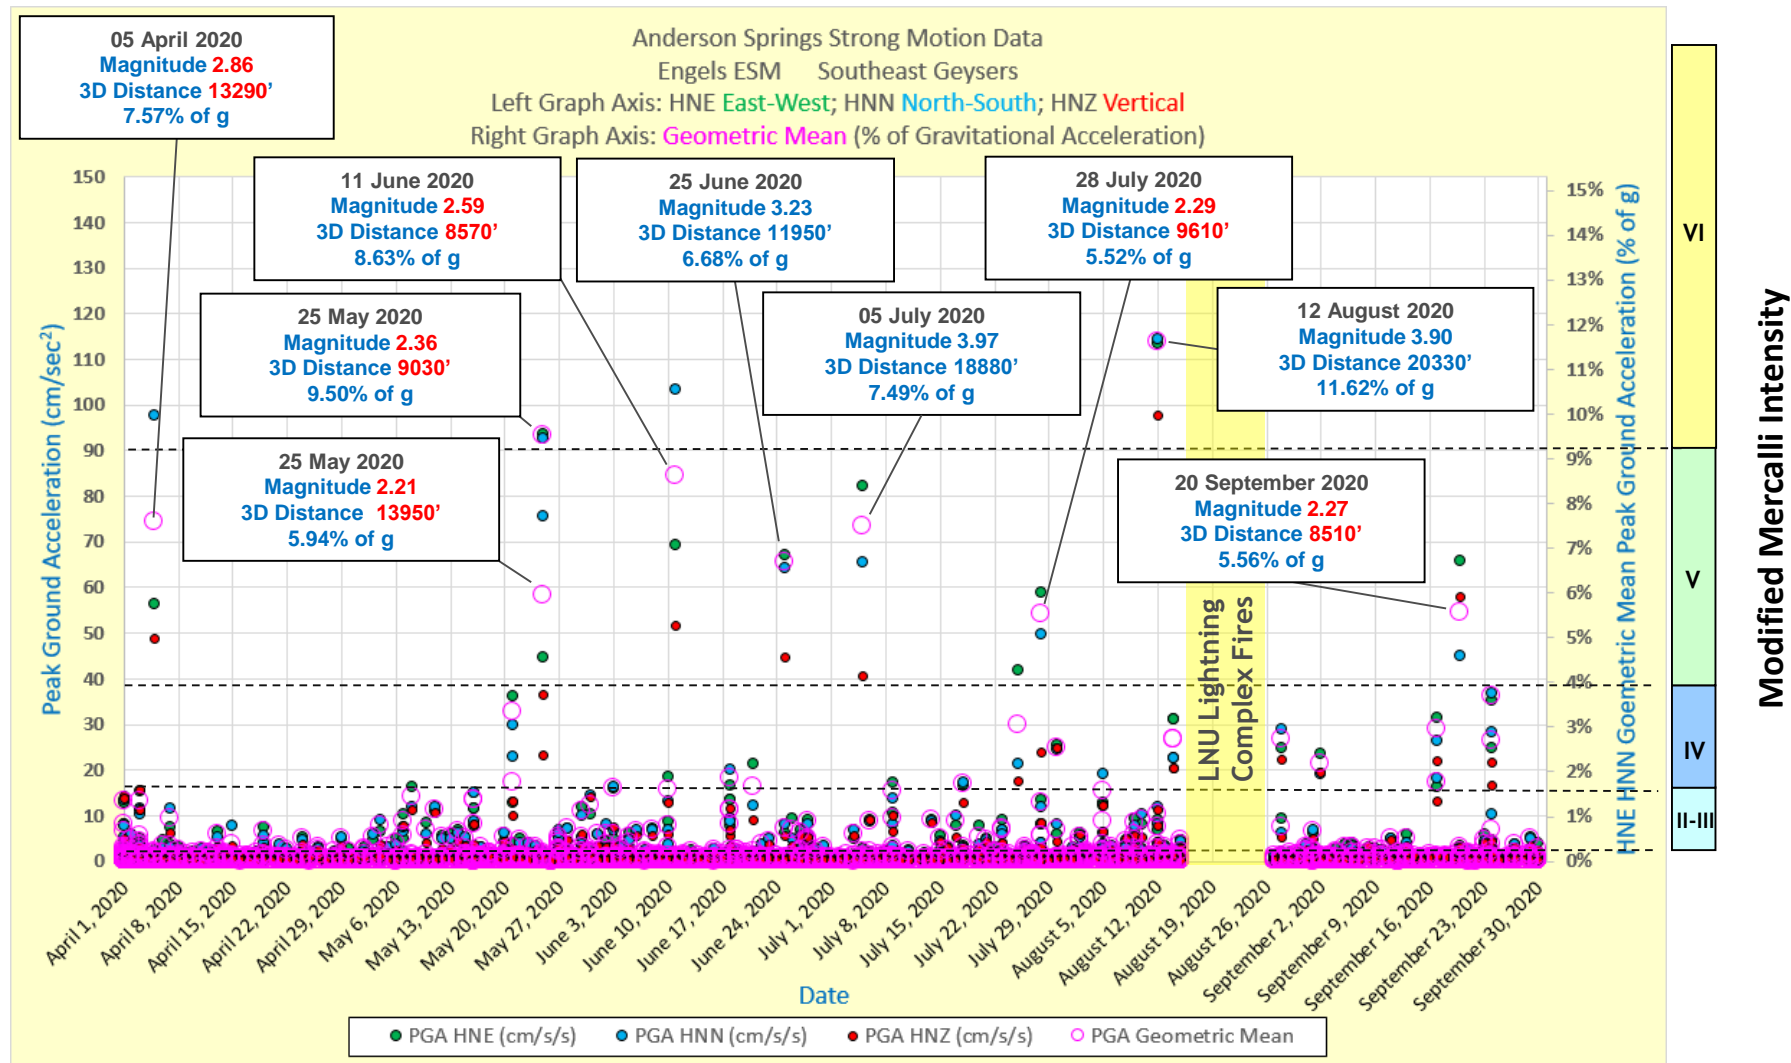 Anderson Springs Strong Motion Data
Engels ESM Southeast Geysers
Left Graph Axis: HNE East-West; HNN North-South; HNZ Vertical
Right Graph Axis: Geometric Mean (% of Gravitational Acceleration)
05 April 2020
Magnitude 2.86
3D Distance 13290’
7.57% of g
11 June 2020
Magnitude 2.59
3D Distance 8570’
8.63% of g
25 June 2020
Magnitude 3.23
3D Distance 11950’
6.68% of g
28 July 2020
Magnitude 2.29
3D Distance 9610’
5.52% of g
25 May 2020
Magnitude 2.36
3D Distance 9030’
9.50% of g
05 July 2020
Magnitude 3.97
3D Distance 18880’
7.49% of g
12 August 2020
Magnitude 3.90
3D Distance 20330’
11.62% of g
25 May 2020
Magnitude 2.21
3D Distance 13950’
5.94% of g
20 September 2020
Magnitude 2.27
3D Distance 8510’
5.56% of g
LNU Lightning
Complex Fires
Peak Ground Acceleration (cm/sec²)
150
140
130
120
110
100
90
80
70
60
50
40
30
20
10
0
15%
14%
13%
12%
11%
10%
9%
8%
7%
6%
5%
4%
3%
2%
1%
0%
HNE HNN Goemetric Mean Peak Ground Acceleration (% of g)
VI
V
IV
II-III
Modified Mercalli Intensity
April 1, 2020
April 8, 2020
April 15, 2020
April 22, 2020
April 29, 2020
May 6, 2020
May 13, 2020
May 20, 2020
May 27, 2020
June 3, 2020
June 10, 2020
June 17, 2020
June 24, 2020
July 1, 2020
July 8, 2020
July 15, 2020
July 22, 2020
July 29, 2020
August 5, 2020
August 12, 2020
August 19, 2020
August 26, 2020
September 2, 2020
September 9, 2020
September 16, 2020
September 23, 2020
September 30, 2020
Date
PGA HNE (cm/s/s)
PGA HNN (cm/s/s)
PGA HNZ (cm/s/s)
PGA Geometric Mean